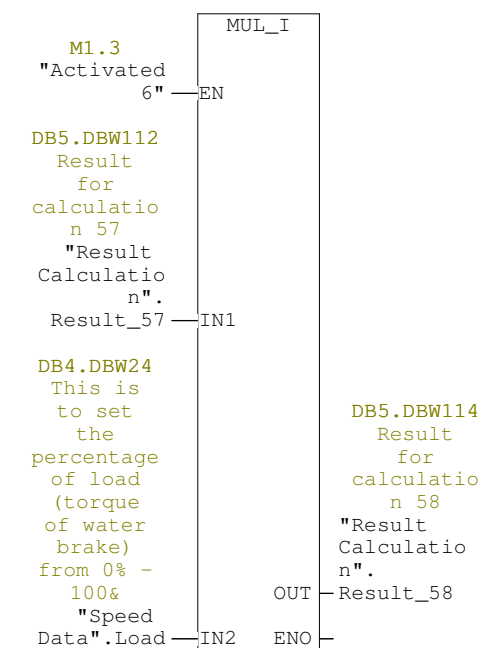 MUL_I
M1.3
"Activated
6"
EN
DB5.DBW112
Result
for
calculatio
n 57
"Result
Calculatio
n".
Result_57
IN1
DB4.DBW24
This is
to set
the
percentage
of load
(torque
of water
brake)
from 0% -
100&
"Speed
Data".Load
IN2
DB5.DBW114
Result
for
calculatio
n 58
"Result
Calculatio
n".
OUT
Result_58
ENO